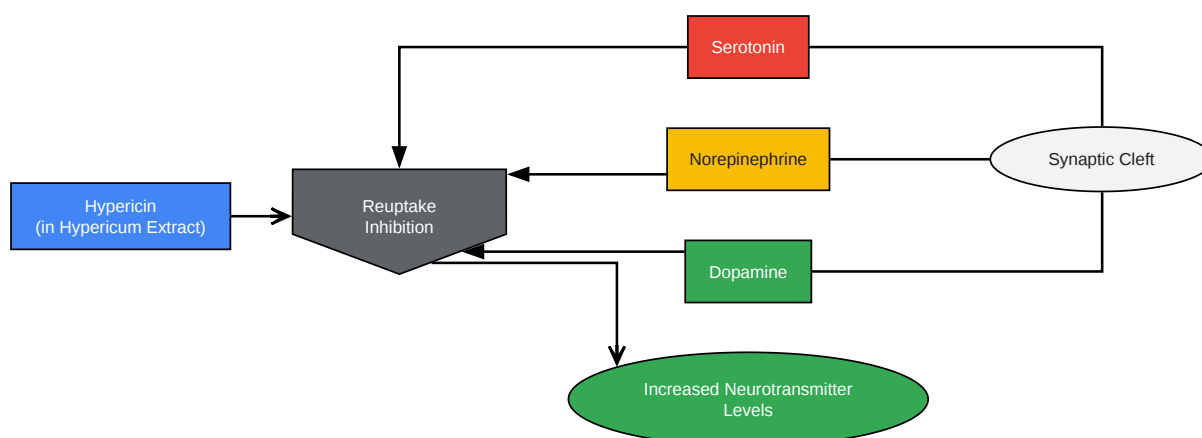 Serotonin
Norepinephrine
Synaptic Cleft
Hypericin
(in Hypericum Extract)
Reuptake
Inhibition
Dopamine
Increased Neurotransmitter
Levels